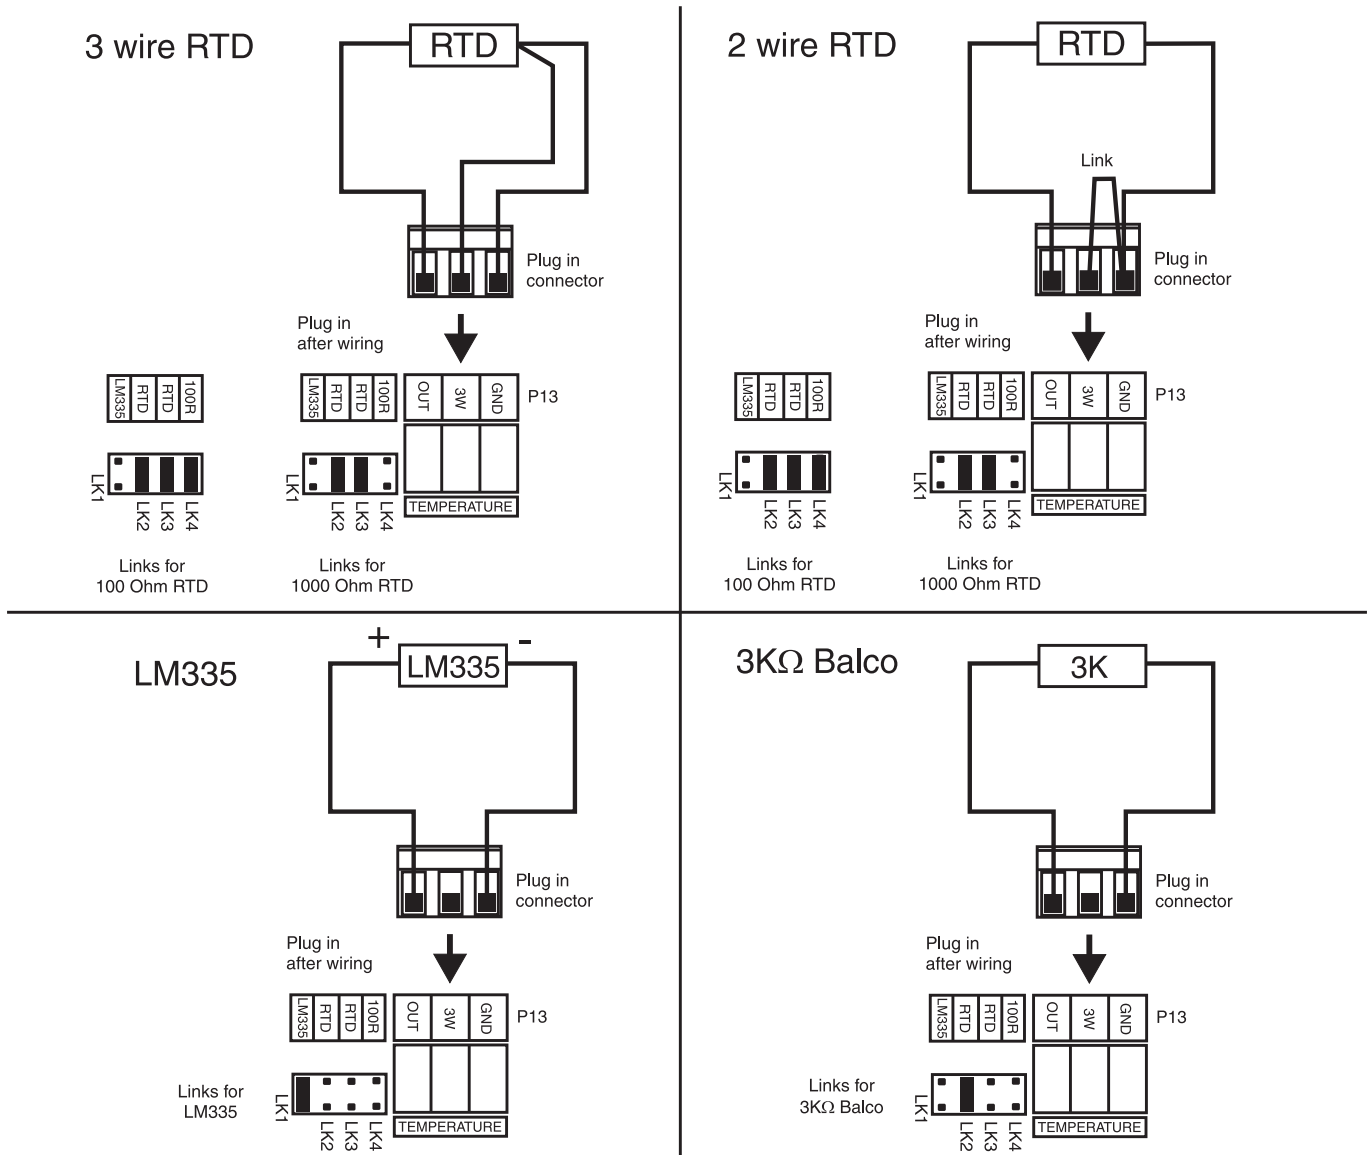 3 wire RTD
RTD
Plug in
connector
Plug in
after wiring
LM335
RTD
RTD
100R
LM335
RTD
RTD
100R
OUT
3W
GND
P13
LK1
LK2
LK3
LK4
LK1
LK2
LK3
LK4
TEMPERATURE
Links for
100 Ohm RTD
Links for
1000 Ohm RTD
2 wire RTD
RTD
Link
Plug in
connector
Plug in
after wiring
LM335
RTD
RTD
100R
LM335
RTD
RTD
100R
OUT
3W
GND
P13
LK1
LK2
LK3
LK4
LK1
LK2
LK3
LK4
TEMPERATURE
Links for
100 Ohm RTD
Links for
1000 Ohm RTD
LM335
+
LM335
-
Plug in
connector
Plug in
after wiring
LM335
RTD
RTD
100R
OUT
3W
GND
P13
Links for
LM335
LK1
LK2
LK3
LK4
TEMPERATURE
3KΩ Balco
3K
Plug in
connector
Plug in
after wiring
LM335
RTD
RTD
100R
OUT
3W
GND
P13
Links for
3KΩ Balco
LK1
LK2
LK3
LK4
TEMPERATURE